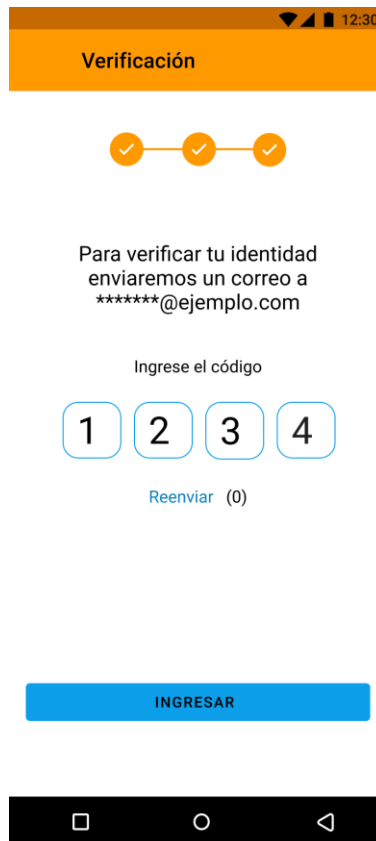 12:30
Verificación
Para verificar tu identidad
enviaremos un correo a
*******@ejemplo.com
Ingrese el código
1 2 3 4
Reenviar (0)
INGRESAR